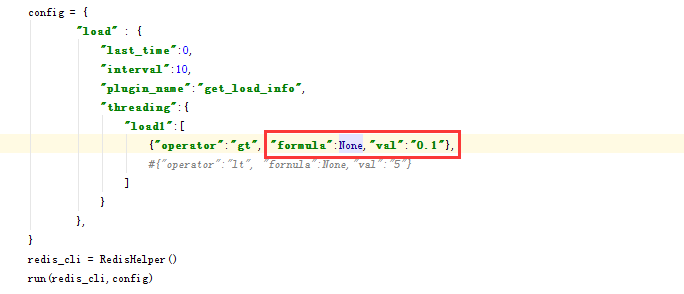 config = {
"load" : {
"last_time":0,
"interval":10,
"plugin_name":"get_load_info",
"threading":{
"load1":[
{"operator":"gt", "formula":None,"val":"0.1"},
#{"operator":"lt", "formula":None,"val":"5"}
]
}
},
}
redis_cli = RedisHelper()
run(redis_cli,config)